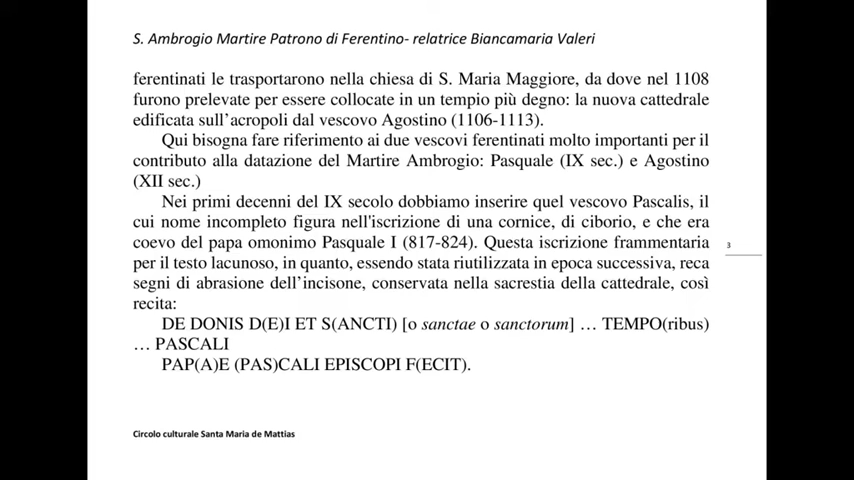 S. Ambrogio Martire Patrono di Ferentino- relatrice Biancamaria Valeri
ferentinati le trasportarono nella chiesa di S. Maria Maggiore, da dove nel 1108
furono prelevate per essere collocate in un tempio più degno: la nuova cattedrale
edificata sull’acropoli dal vescovo Agostino (1106-1113).
Qui bisogna fare riferimento ai due vescovi ferentinati molto importanti per il
contributo alla datazione del Martire Ambrogio: Pasquale (IX sec.) e Agostino
(XII sec.)
Nei primi decenni del IX secolo dobbiamo inserire quel vescovo Pascalis, il
cui nome incompleto figura nell'iscrizione di una cornice, di ciborio, e che era
coevo del papa omonimo Pasquale I (817-824). Questa iscrizione frammentaria
per il testo lacunoso, in quanto, essendo stata riutilizzata in epoca successiva, reca
segni di abrasione dell’incisone, conservata nella sacrestia della cattedrale, così
recita:
DE DONIS D(E)I ET S(ANCTI) [o sanctae o sanctorum] … TEMPO(ribus)
… PASCALI
PAP(A)E (PAS)CALI EPISCOPI F(ECIT).
3
Circolo culturale Santa Maria de Mattias